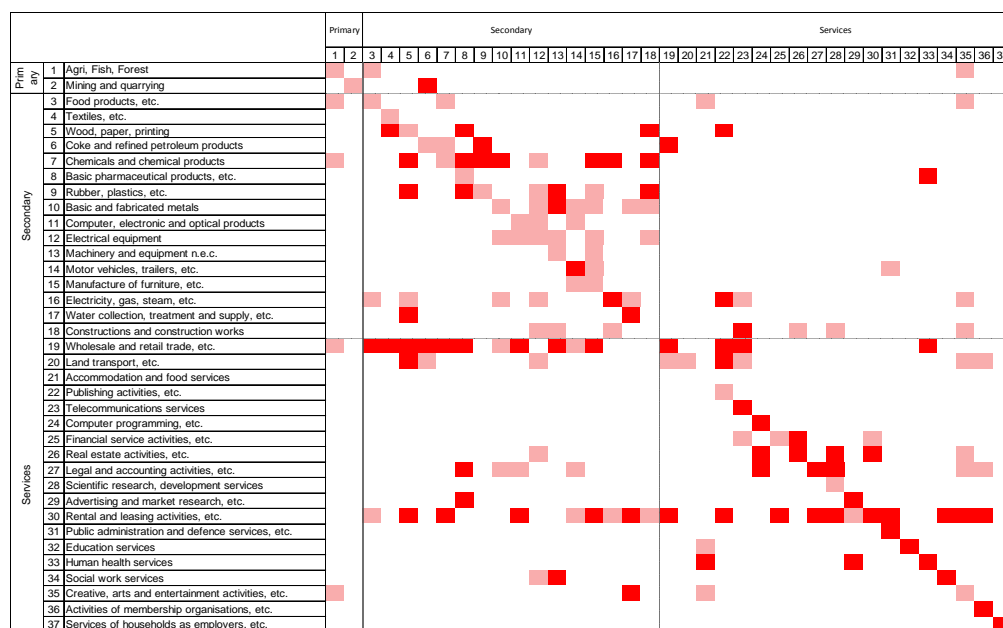 Primary Secondary Services
1 2 3 4 5 6 7 8 9 10 11 12 13 14 15 16 17 18 19 20 21 22 23 24 25 26 27 28 29 30 31 32 33 34 35 36 3
Prim ary
1 Agri, Fish, Forest
2 Mining and quarrying
Secondary
3 Food products, etc.
4 Textiles, etc.
5 Wood, paper, printing
6 Coke and refined petroleum products
7 Chemicals and chemical products
8 Basic pharmaceutical products, etc.
9 Rubber, plastics, etc.
10 Basic and fabricated metals
11 Computer, electronic and optical products
12 Electrical equipment
13 Machinery and equipment n.e.c.
14 Motor vehicles, trailers, etc.
15 Manufacture of furniture, etc.
16 Electricity, gas, steam, etc.
17 Water collection, treatment and supply, etc.
18 Constructions and construction works
Services
19 Wholesale and retail trade, etc.
20 Land transport, etc.
21 Accommodation and food services
22 Publishing activities, etc.
23 Telecommunications services
24 Computer programming, etc.
25 Financial service activities, etc.
26 Real estate activities, etc.
27 Legal and accounting activities, etc.
28 Scientific research, development services
29 Advertising and market research, etc.
30 Rental and leasing activities, etc.
31 Public administration and defence services, etc.
32 Education services
33 Human health services
34 Social work services
35 Creative, arts and entertainment activities, etc.
36 Activities of membership organisations, etc.
37 Services of households as employers, etc.